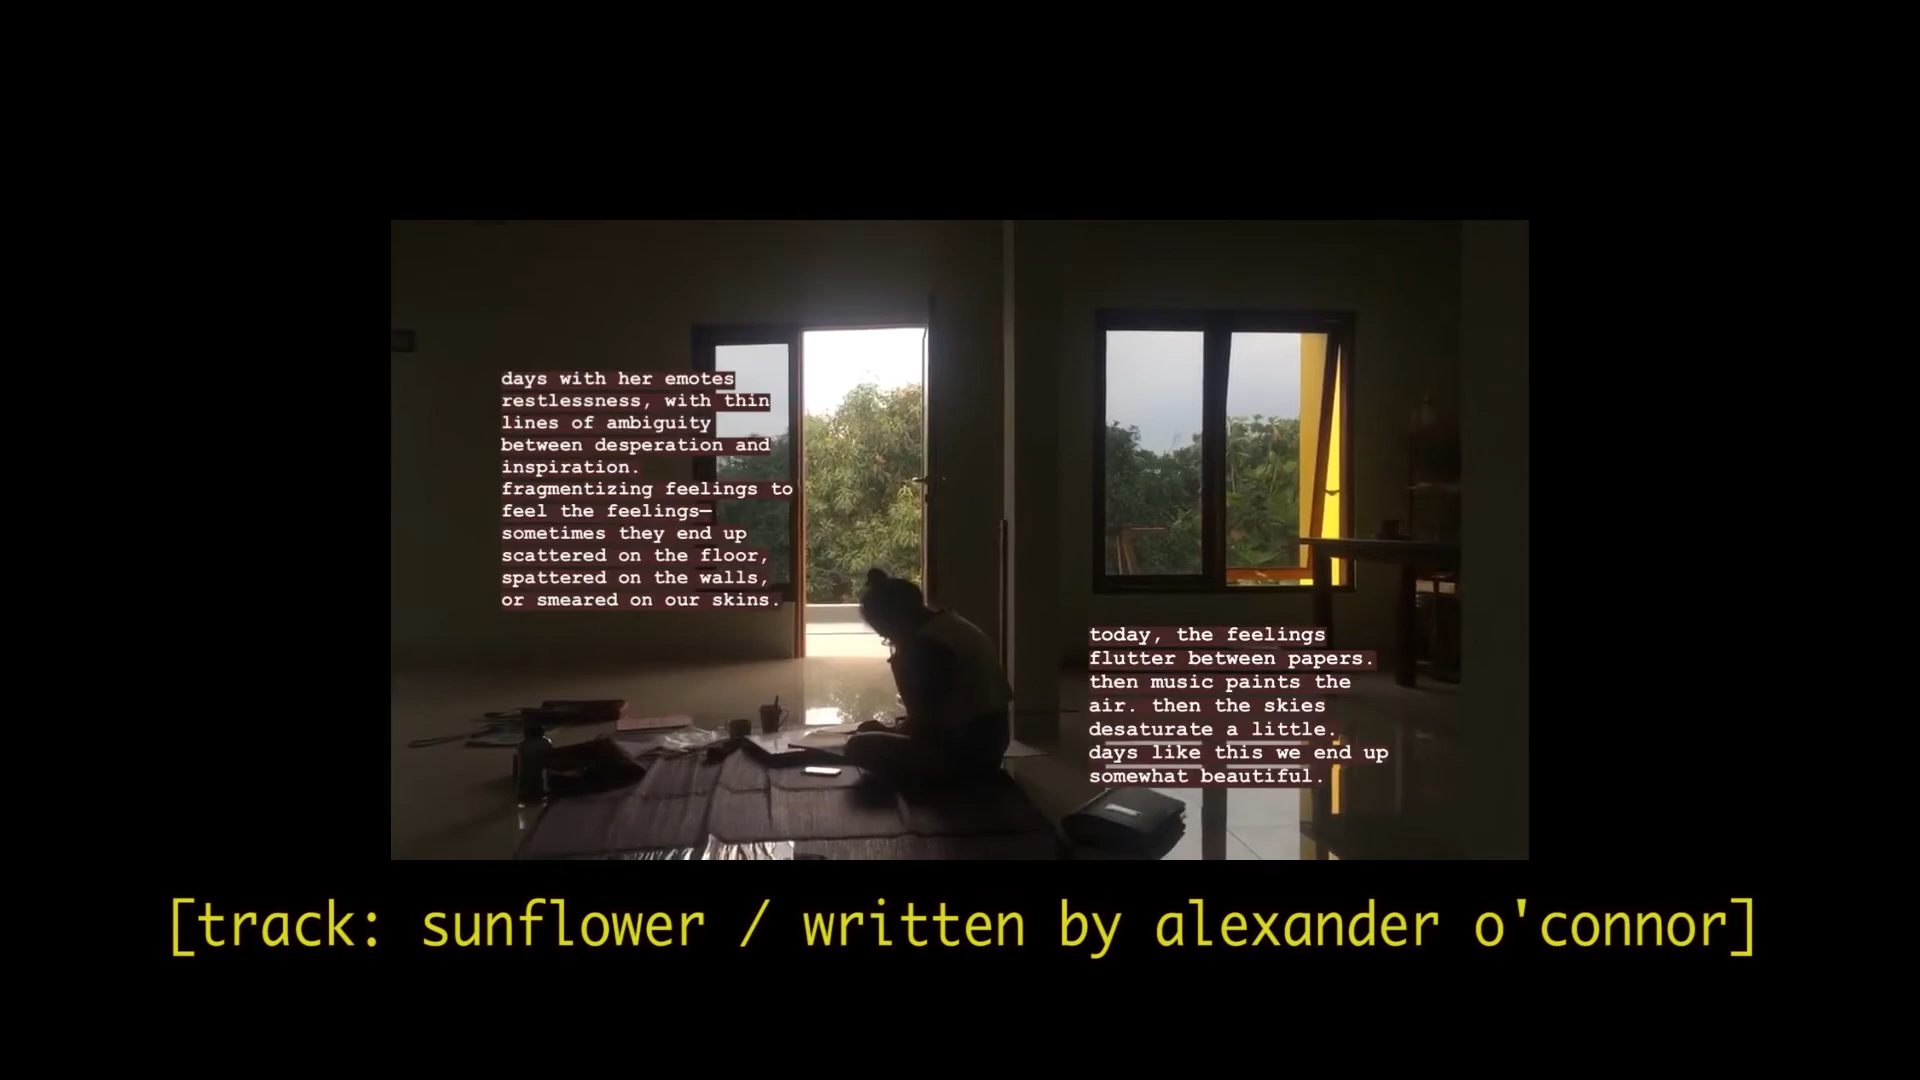 days with her emotes
restlessness, with thin
lines of ambiguity
between desperation and
inspiration.
fragmentizing feelings to
feel the feelings—
sometimes they end up
scattered on the floor,
spattered on the walls,
or smeared on our skins.
today, the feelings
flutter between papers.
then music paints the
air. then the skies
desaturate a little.
days like this we end up
somewhat beautiful.
[track: sunflower / written by alexander o'connor]